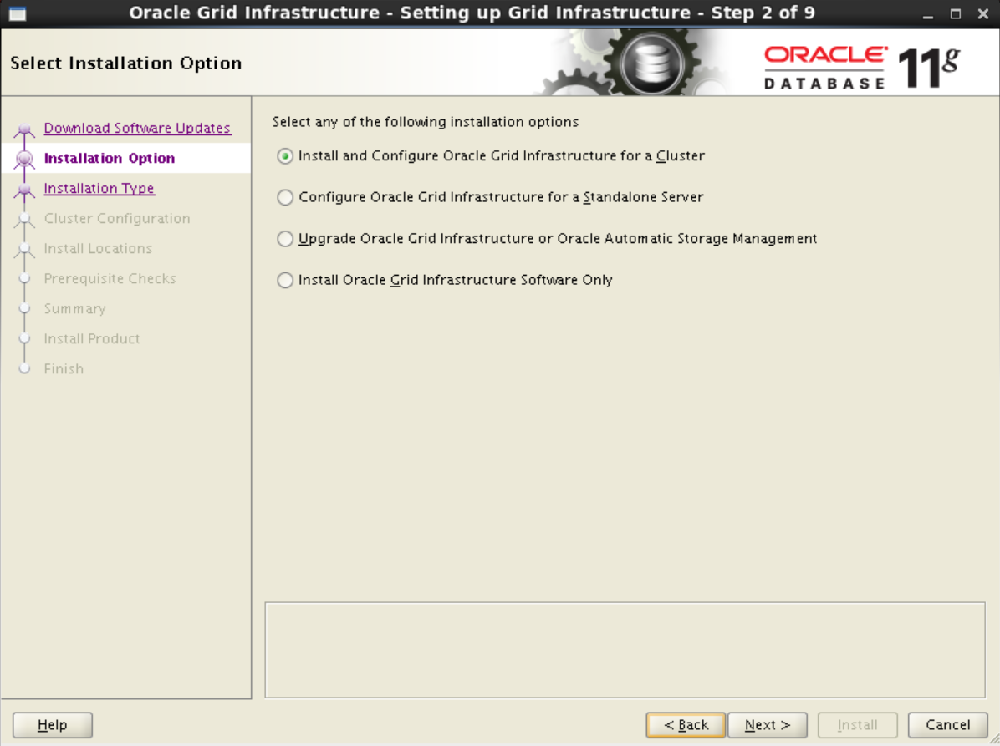 Oracle Grid Infrastructure - Setting up Grid Infrastructure - Step 2 of 9
Select Installation Option
ORACLE
DATABASE
11g
Download Software Updates
Installation Option
Installation Type
Cluster Configuration
Install Locations
Prerequisite Checks
Summary
Install Product
Finish
Select any of the following installation options
Install and Configure Oracle Grid Infrastructure for a Cluster
Configure Oracle Grid Infrastructure for a Standalone Server
Upgrade Oracle Grid Infrastructure or Oracle Automatic Storage Management
Install Oracle Grid Infrastructure Software Only
Help
< Back
Next >
Install
Cancel